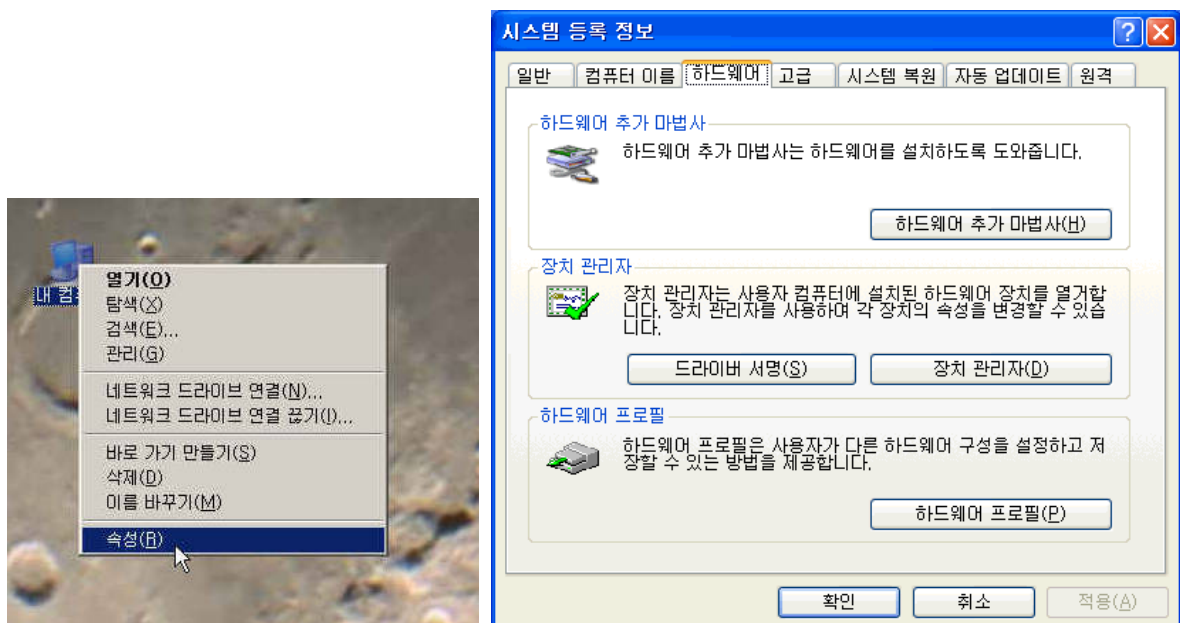 내 컴
열기(O)
탐색(X)
검색(E)...
관리(G)
네트워크 드라이브 연결(N)...
네트워크 드라이브 연결 끊기(I)...
바로 가기 만들기(S)
삭제(D)
이름 바꾸기(M)
속성(R)
시스템 등록 정보
일반 컴퓨터 이름 하드웨어 고급 시스템 복원 자동 업데이트 원격
하드웨어 추가 마법사
하드웨어 추가 마법사는 하드웨어를 설치하도록 도와줍니다.
하드웨어 추가 마법사(H)
장치 관리자
장치 관리자는 사용자 컴퓨터에 설치된 하드웨어 장치를 열거합
니다. 장치 관리자를 사용하여 각 장치의 속성을 변경할 수 있습
니다.
드라이버 서명(S) 장치 관리자(D)
하드웨어 프로필
하드웨어 프로필은 사용자가 다른 하드웨어 구성을 설정하고 저
장할 수 있는 방법을 제공합니다.
하드웨어 프로필(P)
확인 취소 적용(A)